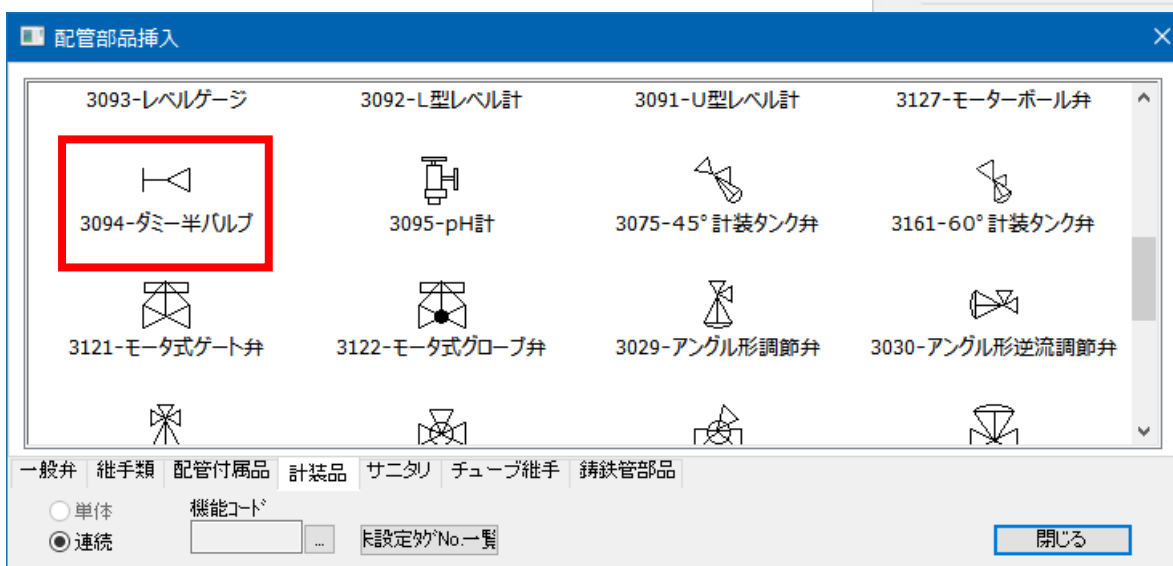 配管部品挿入
3093-レベルゲージ 3092-L型レベル計 3091-U型レベル計 3127-モーターボール弁
3094-ダミー半バルブ 3095-pH計 3075-45°計装タンク弁 3161-60°計装タンク弁
3121-モータ式ゲート弁 3122-モータ式グローブ弁 3029-アングル形調節弁 3030-アングル形逆流調節弁
一般弁 継手類 配管付属品 計装品 サニタリ チューブ継手 鋳鉄管部品
単体 機能コード
連続 ... 未設定タグNo.一覧 閉じる